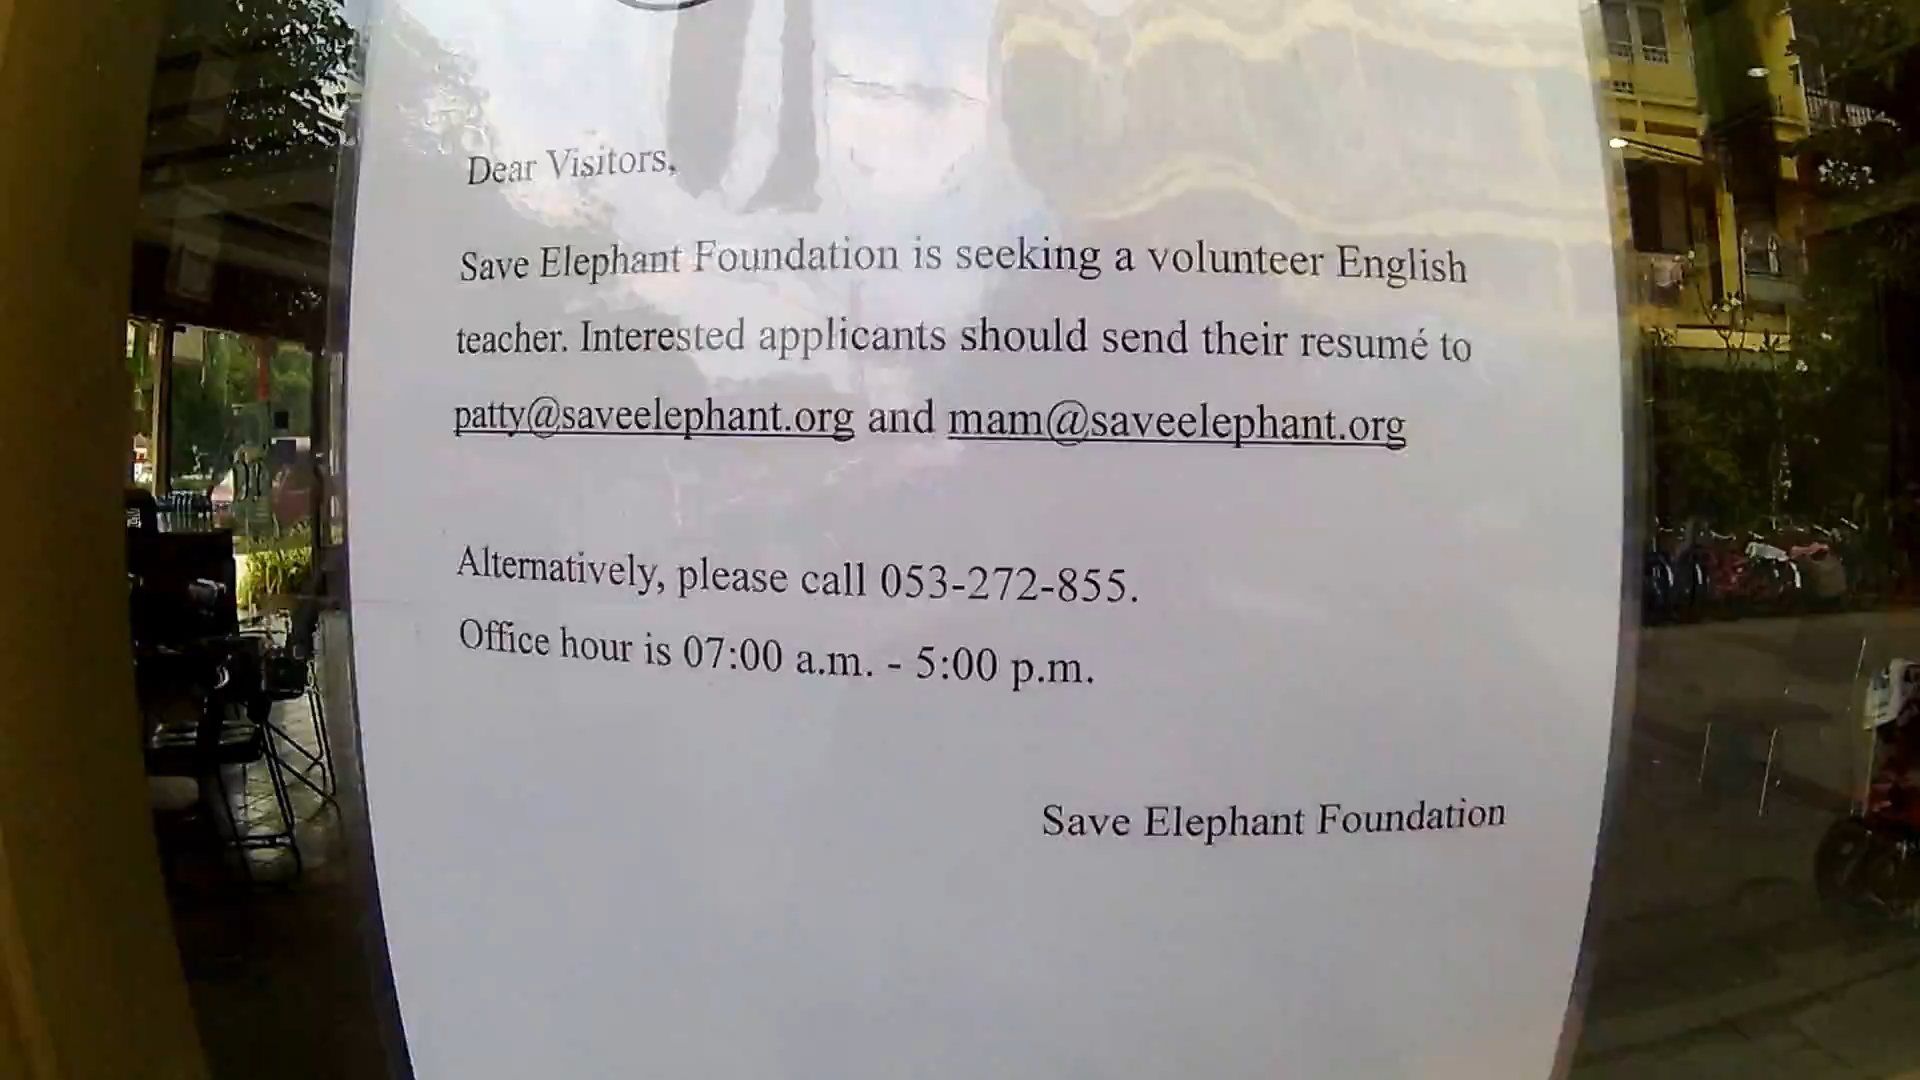 Dear Visitors,
Save Elephant Foundation is seeking a volunteer English
teacher. Interested applicants should send their resumé to
patty@saveelephant.org and mam@saveelephant.org
Alternatively, please call 053-272-855.
Office hour is 07:00 a.m. - 5:00 p.m.
Save Elephant Foundation